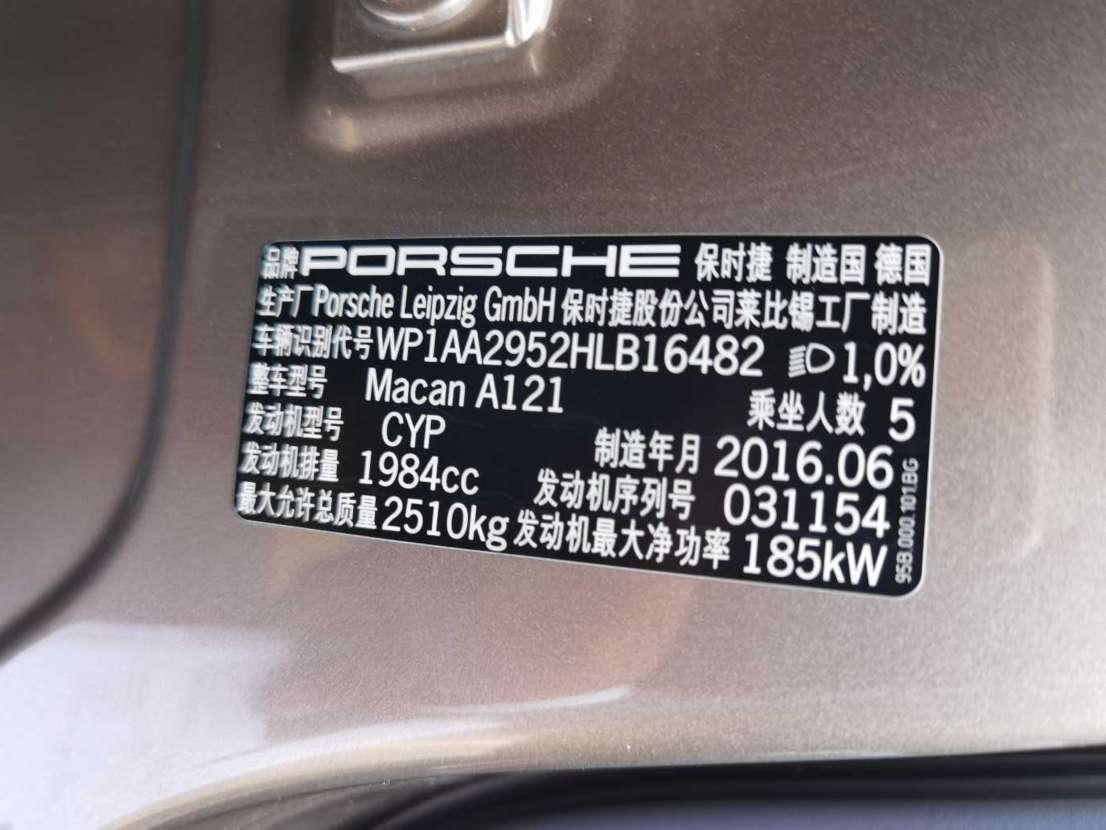 品牌PORSCHE 保时捷 制造国 德国
生产厂Porsche Leipzig GmbH 保时捷股份公司莱比锡工厂制造
车辆识别代号WP1AA2952HLB16482 1,0%
整车型号 Macan A121 乘坐人数 5
发动机型号 CYP 制造年月 2016.06
发动机排量 1984cc 发动机序列号 031154
最大允许总质量2510kg 发动机最大净功率 185kW
95B.000.101.BG